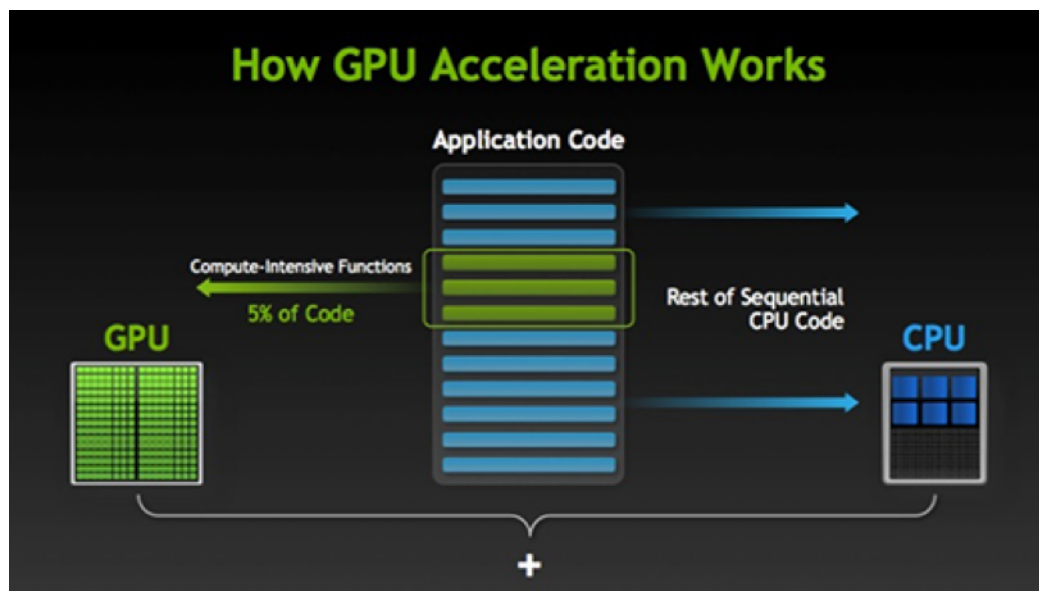 How GPU Acceleration Works
Application Code
Compute-Intensive Functions
5% of Code
Rest of Sequential
CPU Code
GPU
CPU
+